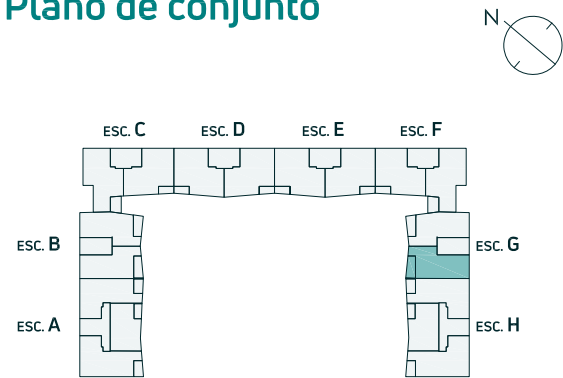 Plano de conjunto
N
ESC. C ESC. D ESC. E ESC. F
ESC. B ESC. G
ESC. A ESC. H